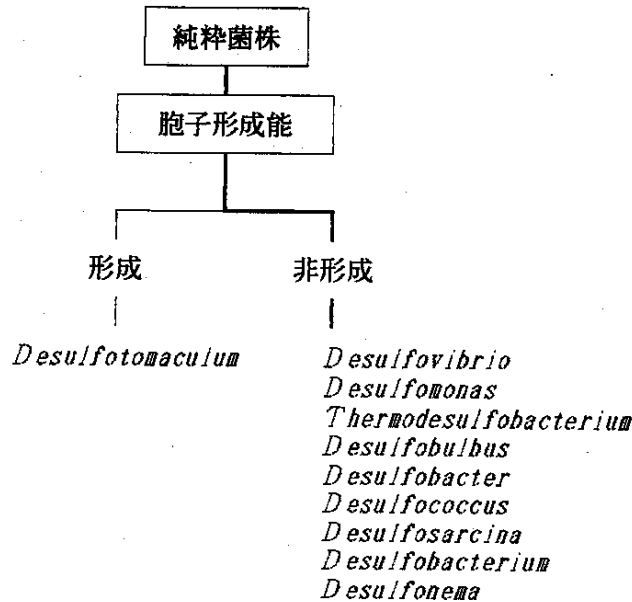 純粋菌株
胞子形成能
形成
非形成
Desulfotomaculum
Desulfovibrio
Desulfomonas
Thermodesulfobacterium
Desulfobulbus
Desulfobacter
Desulfococcus
Desulfosarcina
Desulfobacterium
Desulfonema